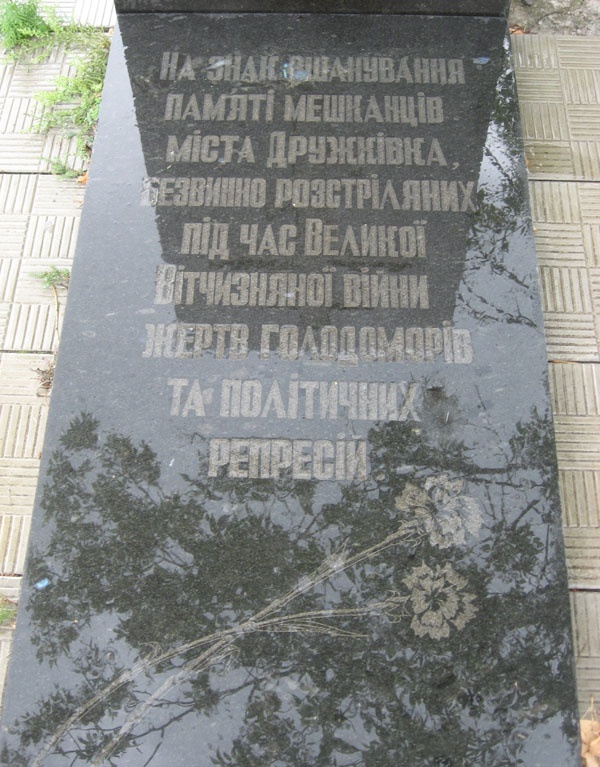 На знак вшанування
пам'яті мешканців
міста Дружківка,
безвинно розстріляних
під час Великої
Вітчизняної війни
жертв голодоморів
та політичних
репресій.